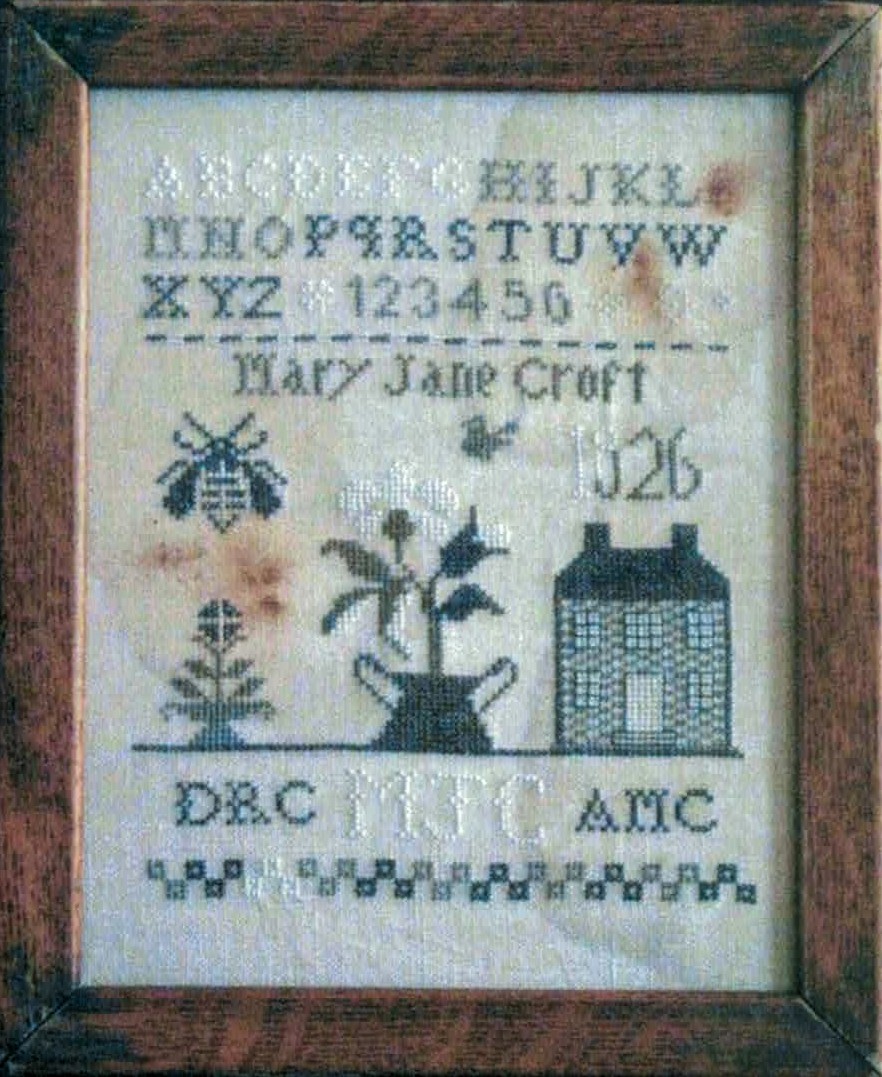 ABCDEFGHIJKL
MNOPQRSTUVW
XYZ 123456
Mary Jane Croft
1826
DRC MJC AMC